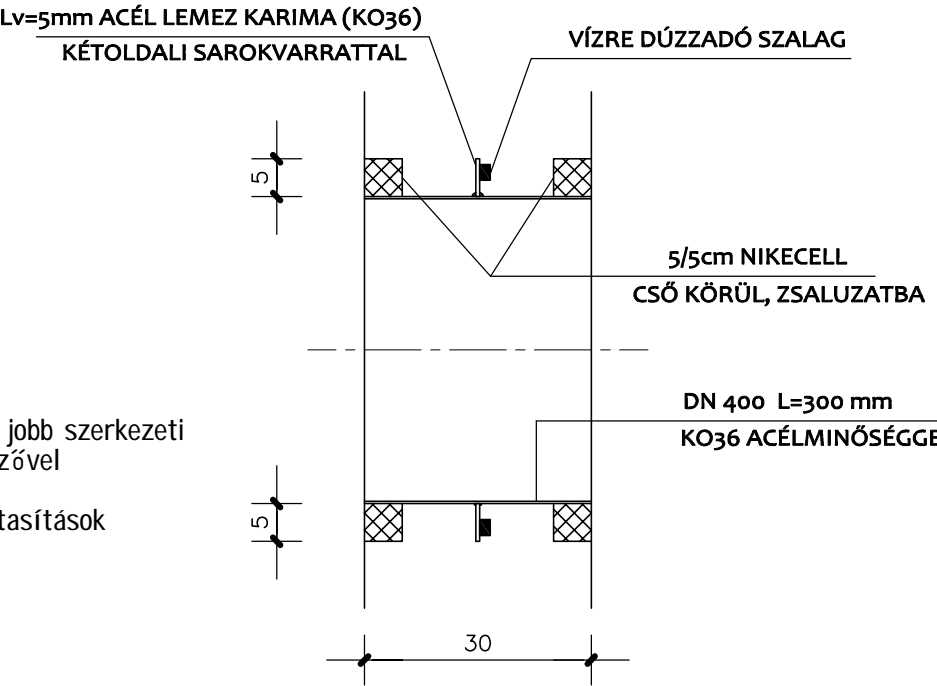 Lv=5mm ACÉL LEMEZ KARIMA (KO36)
KÉTOLDALI SAROKVARRATTAL
VÍZRE DÚZZADÓ SZALAG
5
5/5cm NIKECELL
CSŐ KÖRÜL, ZSALUZATBA
DN 400 L=300 mm
KO36 ACÉLMINŐSÉGGE
jobb szerkezeti
zővel
tasítások
5
30